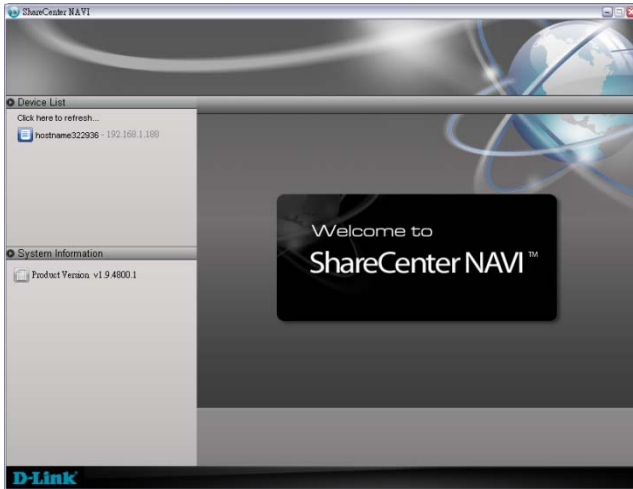 ShareCenter NAVI
Device List
Click here to refresh...
hostname322936 - 192.168.1.188
System Information
Product Version v1.9.4800.1
Welcome to
ShareCenter NAVI™
D-Link